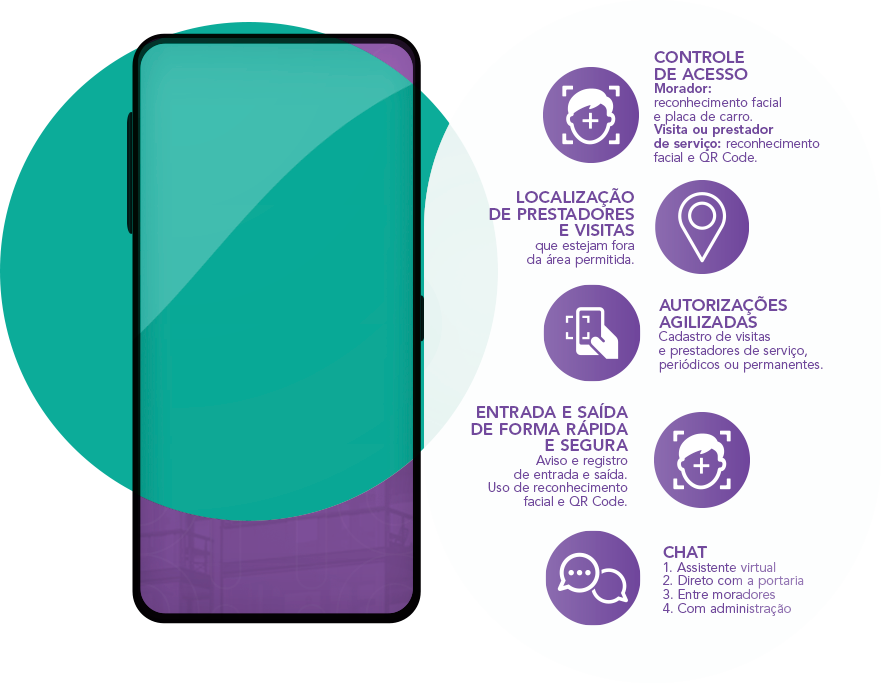 CONTROLE
DE ACESSO
Morador:
reconhecimento facial
e placa de carro.
Visita ou prestador
de serviço: reconhecimento
facial e QR Code.
LOCALIZAÇÃO
DE PRESTADORES
E VISITAS
que estejam fora
da área permitida.
AUTORIZAÇÕES
AGILIZADAS
Cadastro de visitas
e prestadores de serviço,
periódicos ou permanentes.
ENTRADA E SAÍDA
DE FORMA RÁPIDA
E SEGURA
Aviso e registro
de entrada e saída.
Uso de reconhecimento
facial e QR Code.
CHAT
1. Assistente virtual
2. Direto com a portaria
3. Entre moradores
4. Com administração